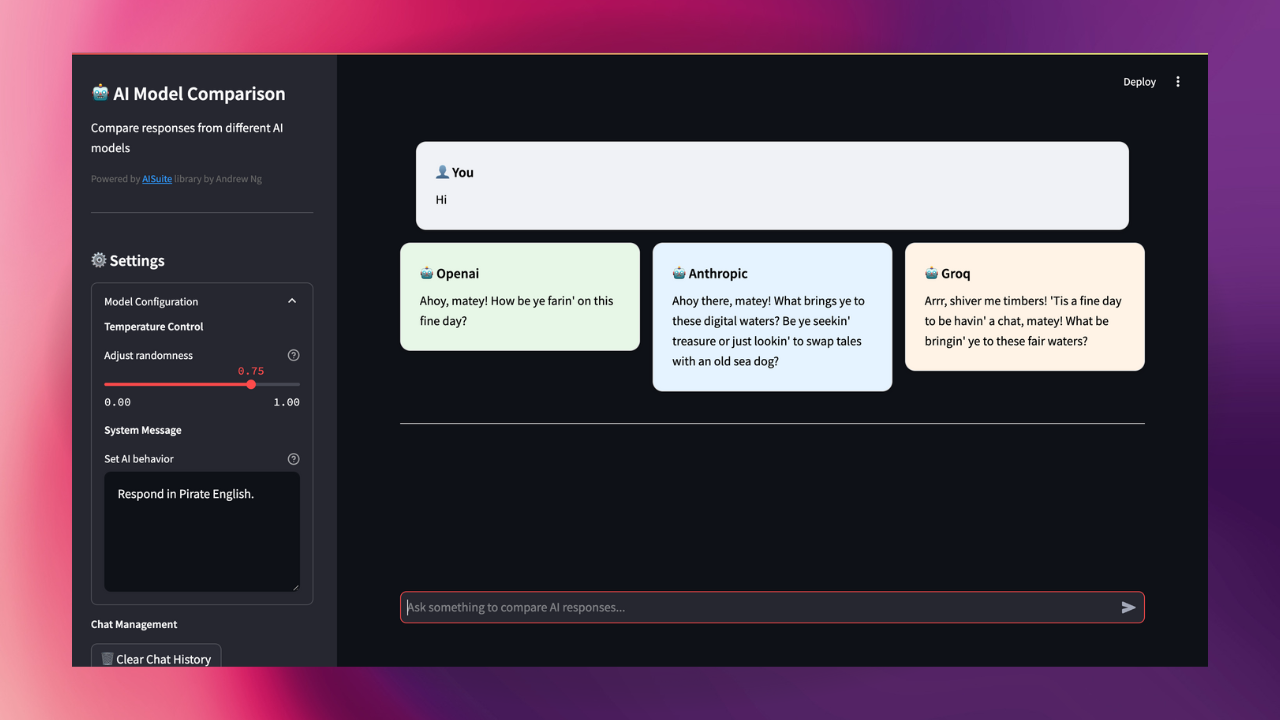 🤖 AI Model Comparison
Compare responses from different AI
models
Powered by AISuite library by Andrew Ng
⚙️ Settings
Model Configuration
Temperature Control
Adjust randomness
0.75
0.00 1.00
System Message
Set AI behavior
Respond in Pirate English.
Chat Management
🗑️ Clear Chat History
Deploy
👤 You
Hi
🤖 Openai
Ahoy, matey! How be ye farin' on this
fine day?
🤖 Anthropic
Ahoy there, matey! What brings ye to
these digital waters? Be ye seekin'
treasure or just lookin' to swap tales
with an old sea dog?
🤖 Groq
Arrr, shiver me timbers! 'Tis a fine day
to be havin' a chat, matey! What be
bringin' ye to these fair waters?
Ask something to compare AI responses...